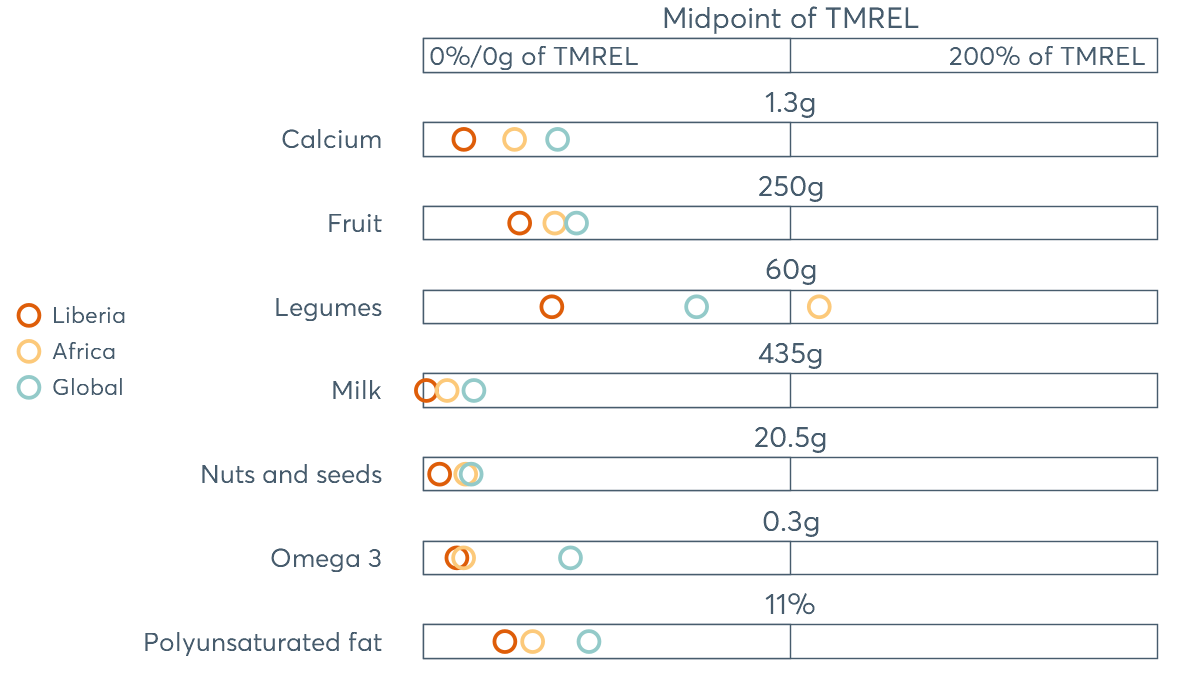 Midpoint of TMREL
0%/0g of TMREL
200% of TMREL
1.3g
Calcium
250g
Fruit
60g
Legumes
435g
Milk
20.5g
Nuts and seeds
0.3g
Omega 3
11%
Polyunsaturated fat
Liberia
Africa
Global